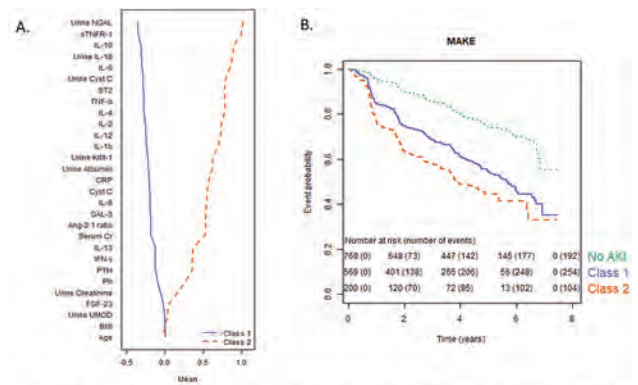 A.
Urine NGAL
sTNFR-1
IL-10
Urine IL-18
IL-6
Urine Cyst C
ST2
TNF-α
IL-4
IL-2
IL-12
IL-1b
Urine KIM-1
Urine Albumin
CRP
Cyst C
IL-8
GAL-3
Ang-2:1 ratio
Serum Cr
IL-13
IFN-γ
PTH
Ph
Urine Creatinine
FGF-23
Urine UMOD
BMI
Age
Class 1
Class 2
-0.5 0.0 0.5 1.0
Mean
B.
MAKE
Event probability
1.0
0.8
0.6
0.4
0.2
0.0
Number at risk (number of events)
769 (0) 648 (73) 447 (142) 145 (177) 0 (192) No AKI
569 (0) 401 (138) 265 (206) 56 (248) 0 (254) Class 1
200 (0) 120 (70) 72 (95) 13 (102) 0 (104) Class 2
0 2 4 6 8
Time (years)